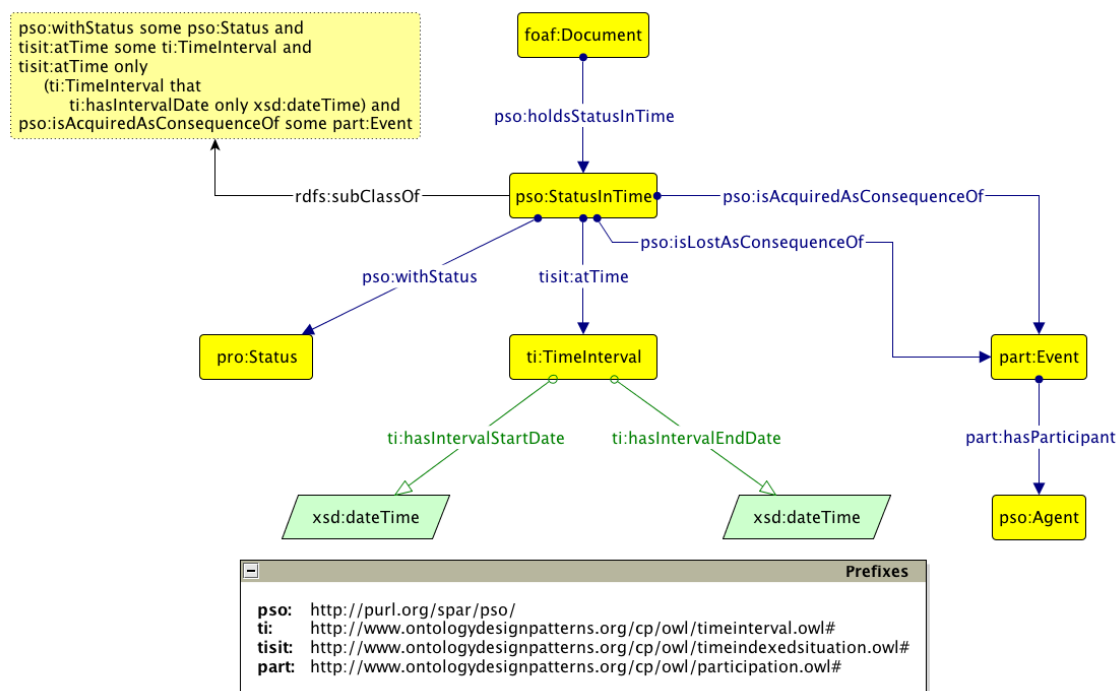 pso:withStatus some pso:Status and
tisit:atTime some ti:TimeInterval and
tisit:atTime only
(ti:TimeInterval that
ti:hasIntervalDate only xsd:dateTime) and
pso:isAcquiredAsConsequenceOf some part:Event
foaf:Document
pso:holdsStatusInTime
rdfs:subClassOf
pso:StatusInTime
pso:isAcquiredAsConsequenceOf
pso:isLostAsConsequenceOf
pso:withStatus
tisit:atTime
pro:Status
ti:TimeInterval
part:Event
ti:hasIntervalStartDate
ti:hasIntervalEndDate
part:hasParticipant
xsd:dateTime
xsd:dateTime
pso:Agent
Prefixes
pso: http://purl.org/spar/pso/
ti: http://www.ontologydesignpatterns.org/cp/owl/timeinterval.owl#
tisit: http://www.ontologydesignpatterns.org/cp/owl/timeindexedsituation.owl#
part: http://www.ontologydesignpatterns.org/cp/owl/participation.owl#